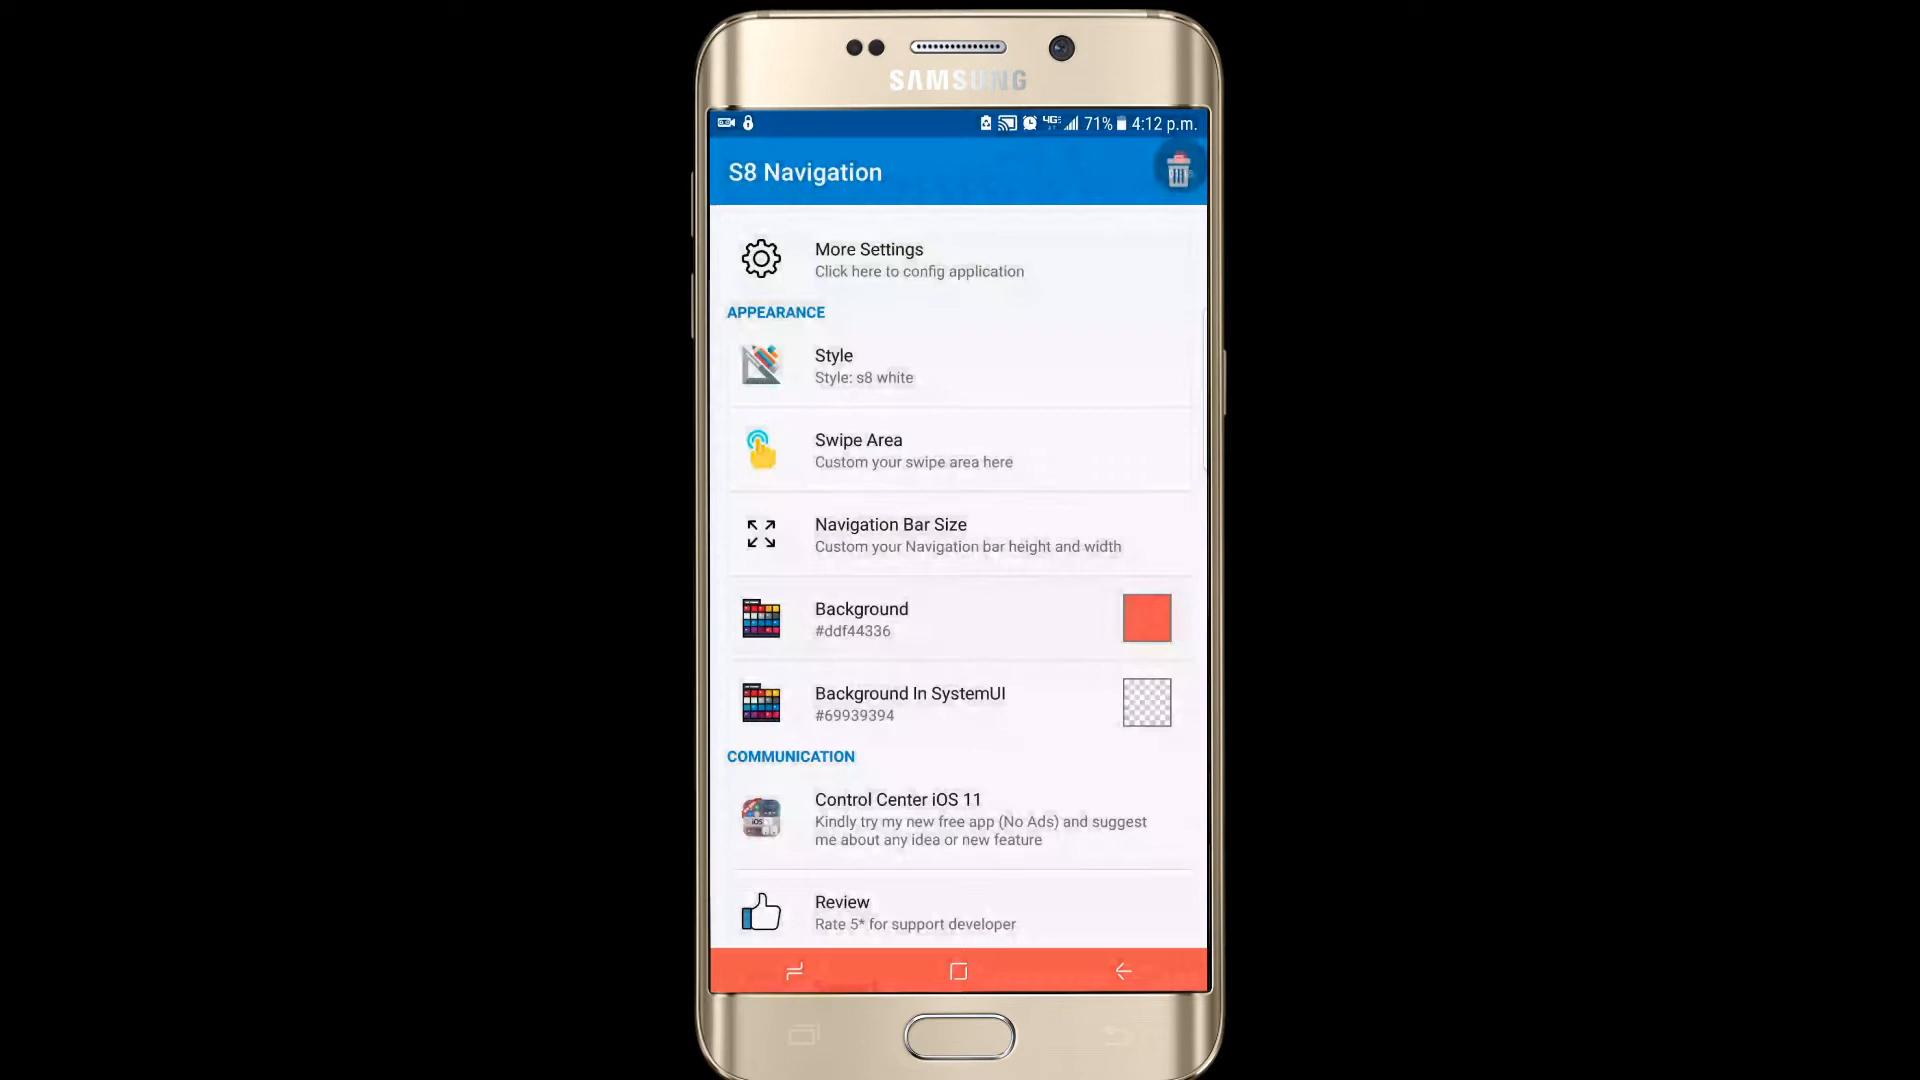 SAMSUNG
4G 71% 4:12 p.m.
S8 Navigation
More Settings
Click here to config application
APPEARANCE
Style
Style: s8 white
Swipe Area
Custom your swipe area here
Navigation Bar Size
Custom your Navigation bar height and width
Background
#ddf44336
Background In SystemUI
#69939394
COMMUNICATION
Control Center iOS 11
Kindly try my new free app (No Ads) and suggest
me about any idea or new feature
Review
Rate 5* for support developer